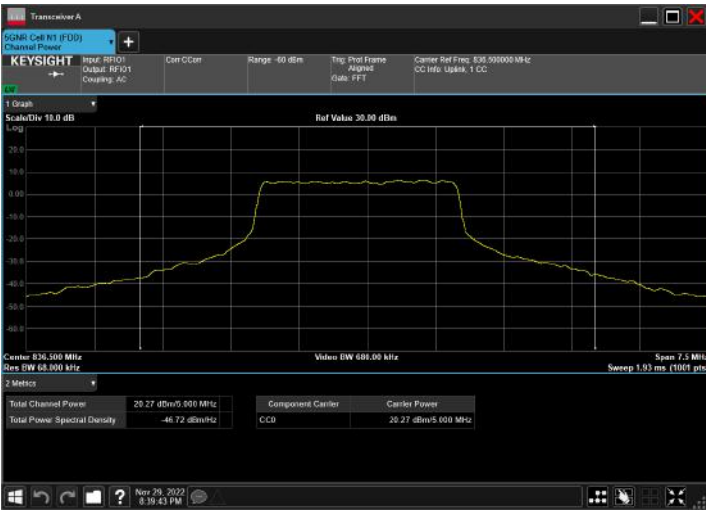 Transceiver A
5GNR Cell N1 (FDD)
Channel Power
KEYSIGHT
Input: RFIO1
Output: RFIO1
Coupling: AC
Corr CCorr
Range: -60 dBm
Trig: Prot Frame
Aligned
Gate: FFT
Carrier Ref Freq: 836.500000 MHz
CC Info: Uplink, 1 CC
1 Graph
Scale/Div 10.0 dB
Ref Value 30.00 dBm
Log
20.0
10.0
0.00
-10.0
-20.0
-30.0
-40.0
-50.0
-60.0
Center 836.500 MHz
Video BW 680.00 kHz
Span 7.5 MHz
Res BW 68.000 kHz
Sweep 1.93 ms (1001 pts
2 Metrics
Total Channel Power 20.27 dBm/5.000 MHz
Total Power Spectral Density -46.72 dBm/Hz
Component Carrier Carrier Power
CC0 20.27 dBm/5.000 MHz
?
Nov 29, 2022
8:39:43 PM